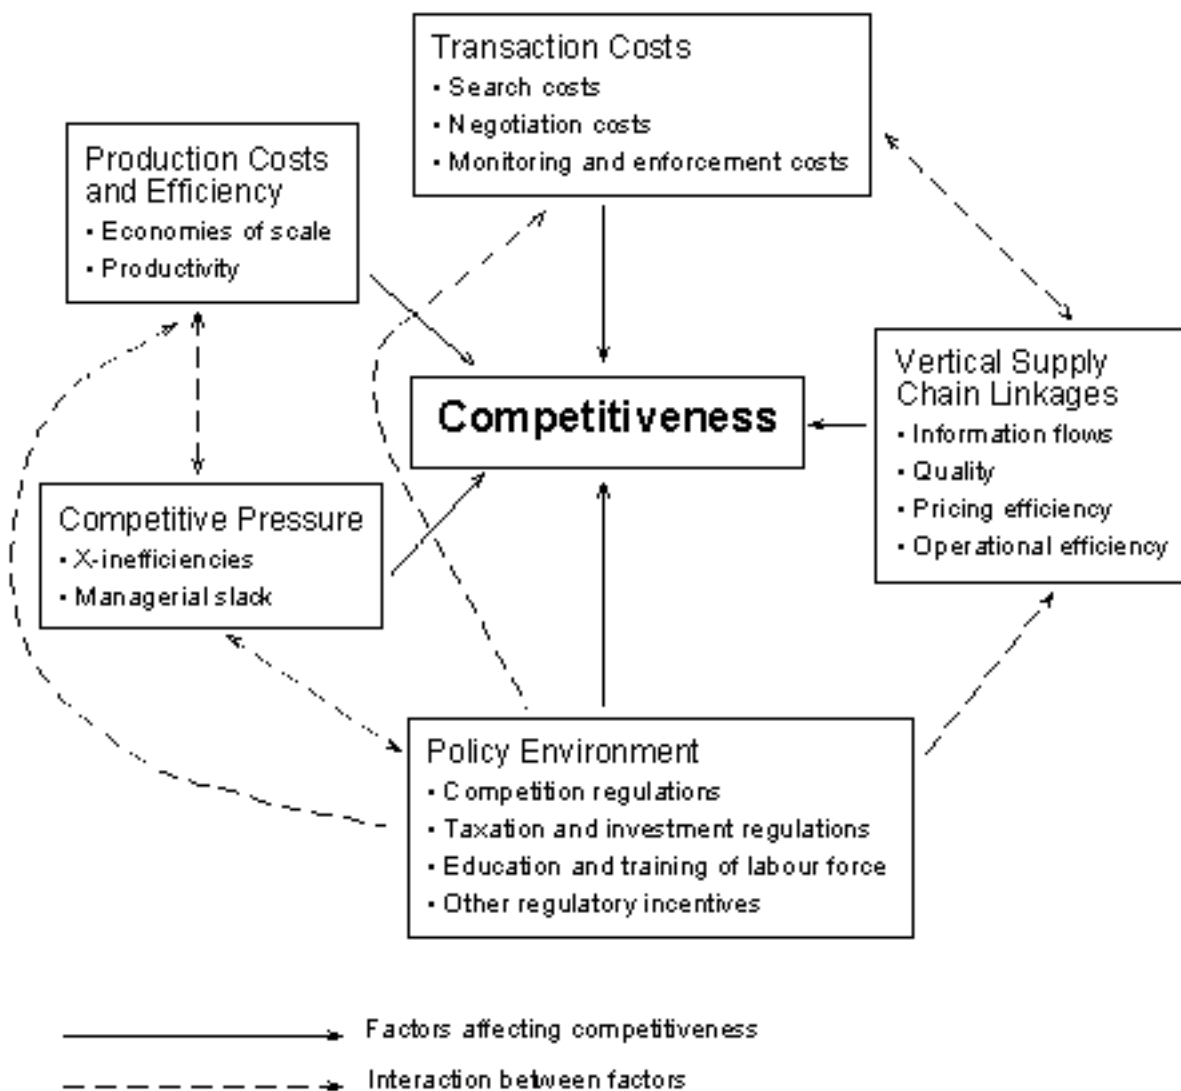 Transaction Costs
• Search costs
• Negotiation costs
• Monitoring and enforcement costs
Production Costs
and Efficiency
• Economies of scale
• Productivity
Competitiveness
Vertical Supply
Chain Linkages
• Information flows
• Quality
• Pricing efficiency
• Operational efficiency
Competitive Pressure
• X-inefficiencies
• Managerial slack
Policy Environment
• Competition regulations
• Taxation and investment regulations
• Education and training of labour force
• Other regulatory incentives
Factors affecting competitiveness
Interaction between factors